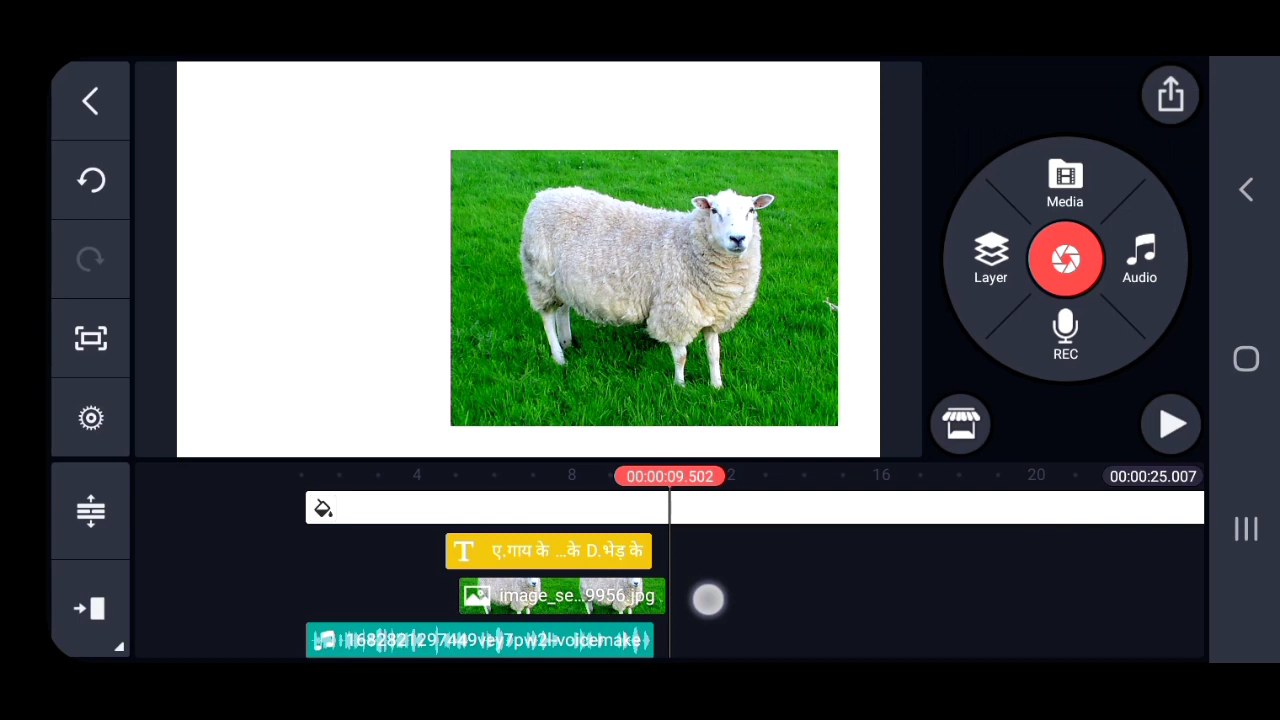 Media
Layer
Audio
REC
4
8
00:00:09.502
2
16
20
00:00:25.007
ए.गाय के ...के D.भेड़ के
image_se...9956.jpg